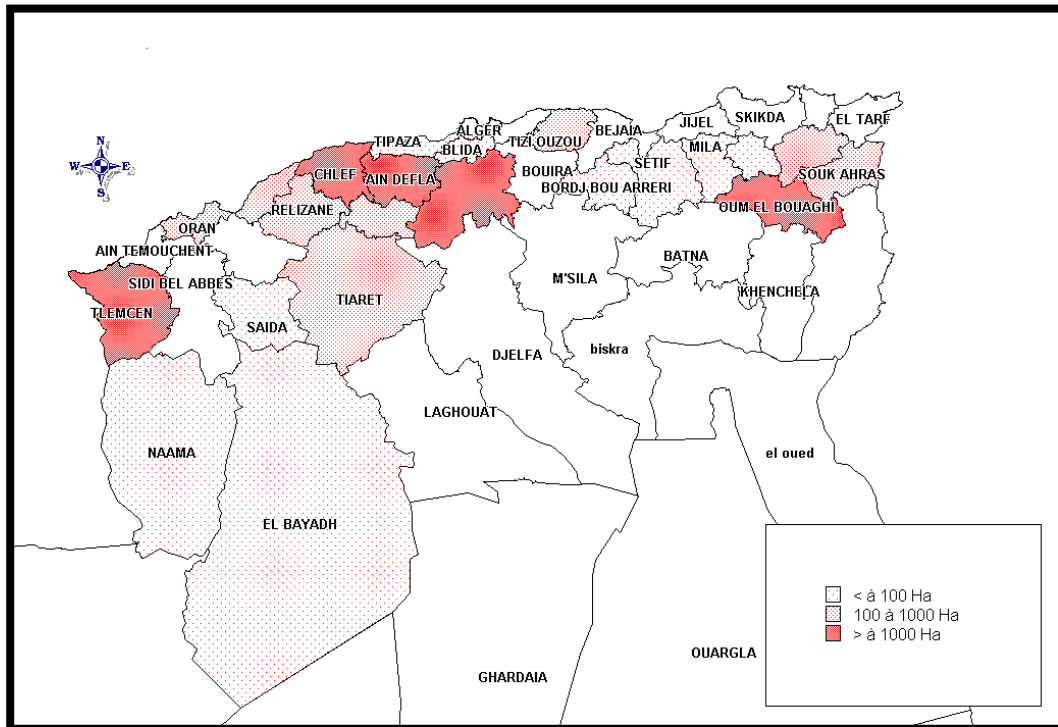 N
W E
S
ALGER
TIPAZA
BLIDA
TIZI OUZOU
BEJAIA
JIJEL
SKIKDA
EL TARF
MILA
SÉTIF
BOUIRA
CHLEF
AIN DEFLA
BORDJ BOU ARRERI
SOUK AHRAS
RELIZANE
OUM EL BOUAGHI
ORAN
AIN TEMOUCHENT
SIDI BEL ABBES
M'SILA
BATNA
KHENCHELA
TLEMCEN
SAIDA
TIARET
DJELFA
biskra
LAGHOUAT
NAAMA
el oued
EL BAYADH
< à 100 Ha
100 à 1000 Ha
> à 1000 Ha
GHARDAIA
OUARGLA